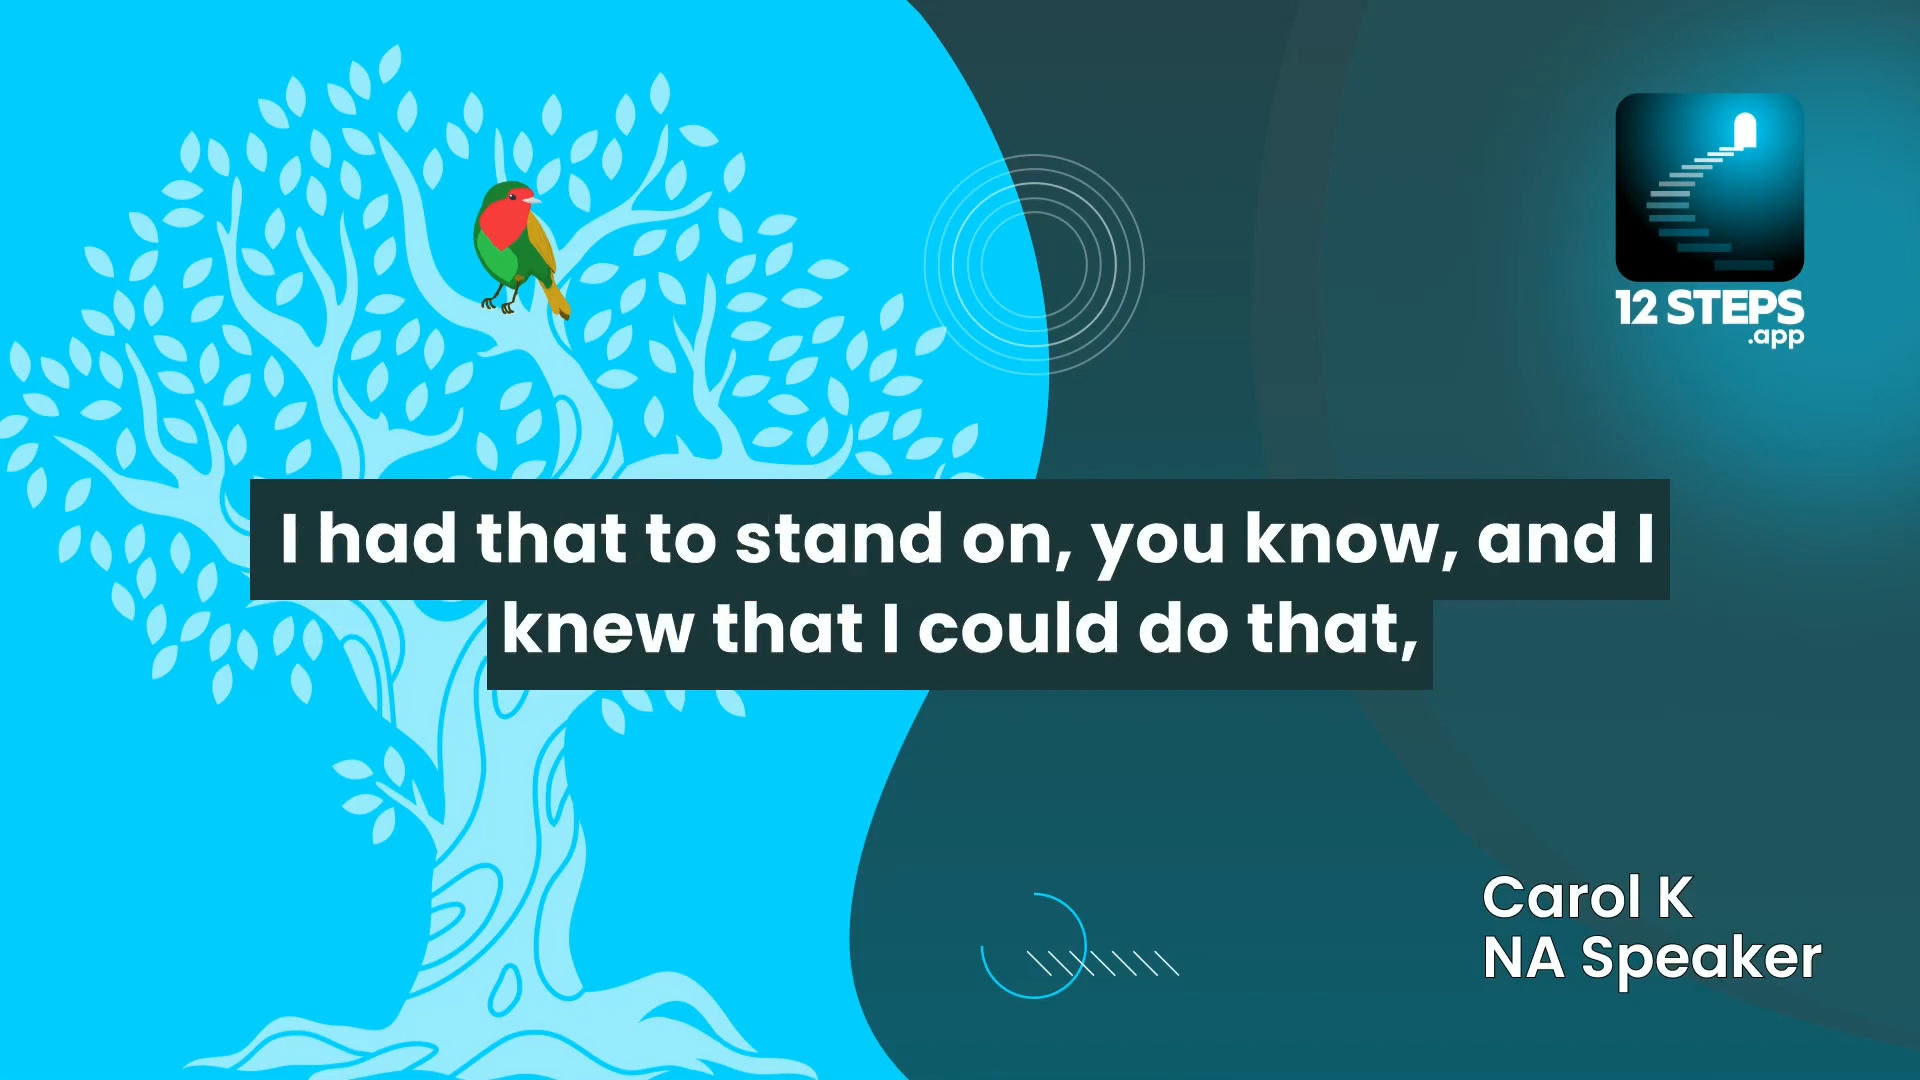 12 STEPS
.app
I had that to stand on, you know, and I
knew that I could do that,
Carol K
NA Speaker